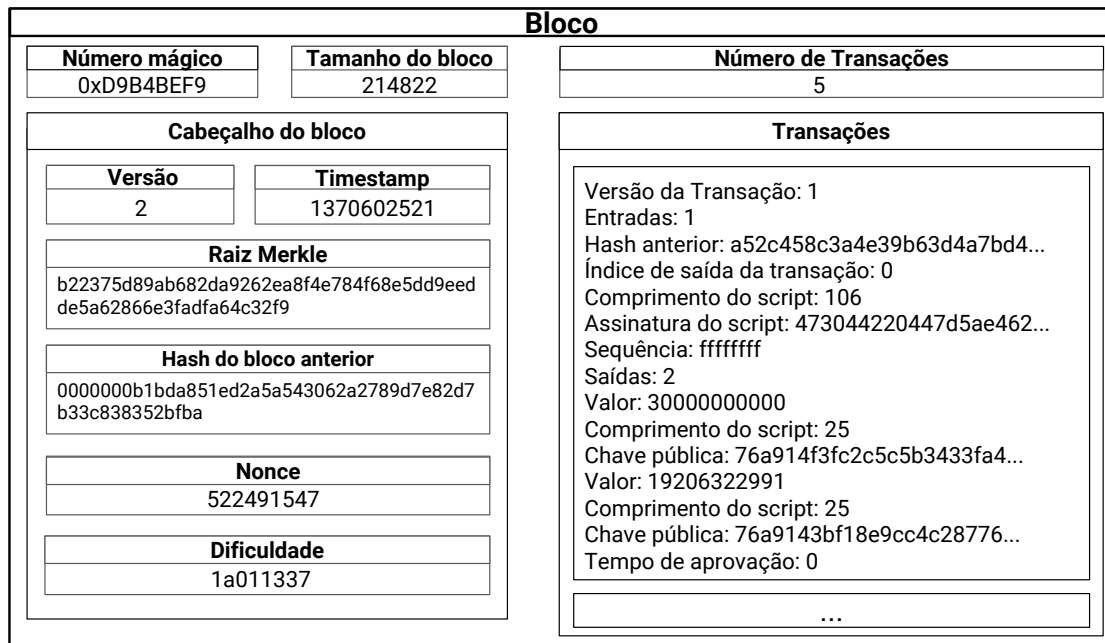 Bloco
Número mágico
0xD9B4BEF9
Tamanho do bloco
214822
Número de Transações
5
Cabeçalho do bloco
Versão
2
Timestamp
1370602521
Raiz Merkle
b22375d89ab682da9262ea8f4e784f68e5dd9eed
de5a62866e3fadfa64c32f9
Hash do bloco anterior
0000000b1bda851ed2a5a543062a2789d7e82d7
b33c838352bfba
Nonce
522491547
Dificuldade
1a011337
Transações
Versão da Transação: 1
Entradas: 1
Hash anterior: a52c458c3a4e39b63d4a7bd4...
Índice de saída da transação: 0
Comprimento do script: 106
Assinatura do script: 473044220447d5ae462...
Sequência: ffffffff
Saídas: 2
Valor: 30000000000
Comprimento do script: 25
Chave pública: 76a914f3fc2c5c5b3433fa4...
Valor: 19206322991
Comprimento do script: 25
Chave pública: 76a9143bf18e9cc4c28776...
Tempo de aprovação: 0
...